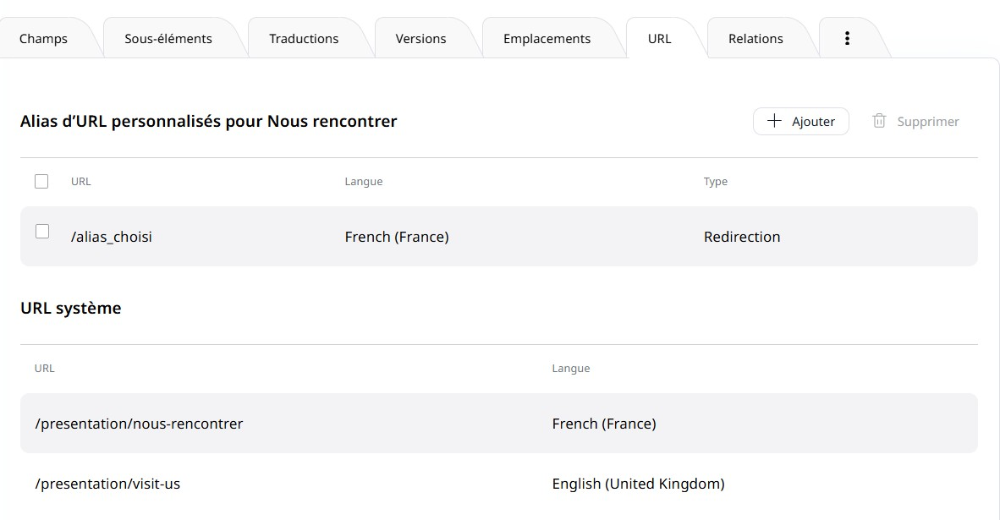 Champs Sous-éléments Traductions Versions Emplacements URL Relations
Alias d’URL personnalisés pour Nous rencontrer Ajouter Supprimer
URL Langue Type
/alias_choisi French (France) Redirection
URL système
URL Langue
/presentation/nous-rencontrer French (France)
/presentation/visit-us English (United Kingdom)